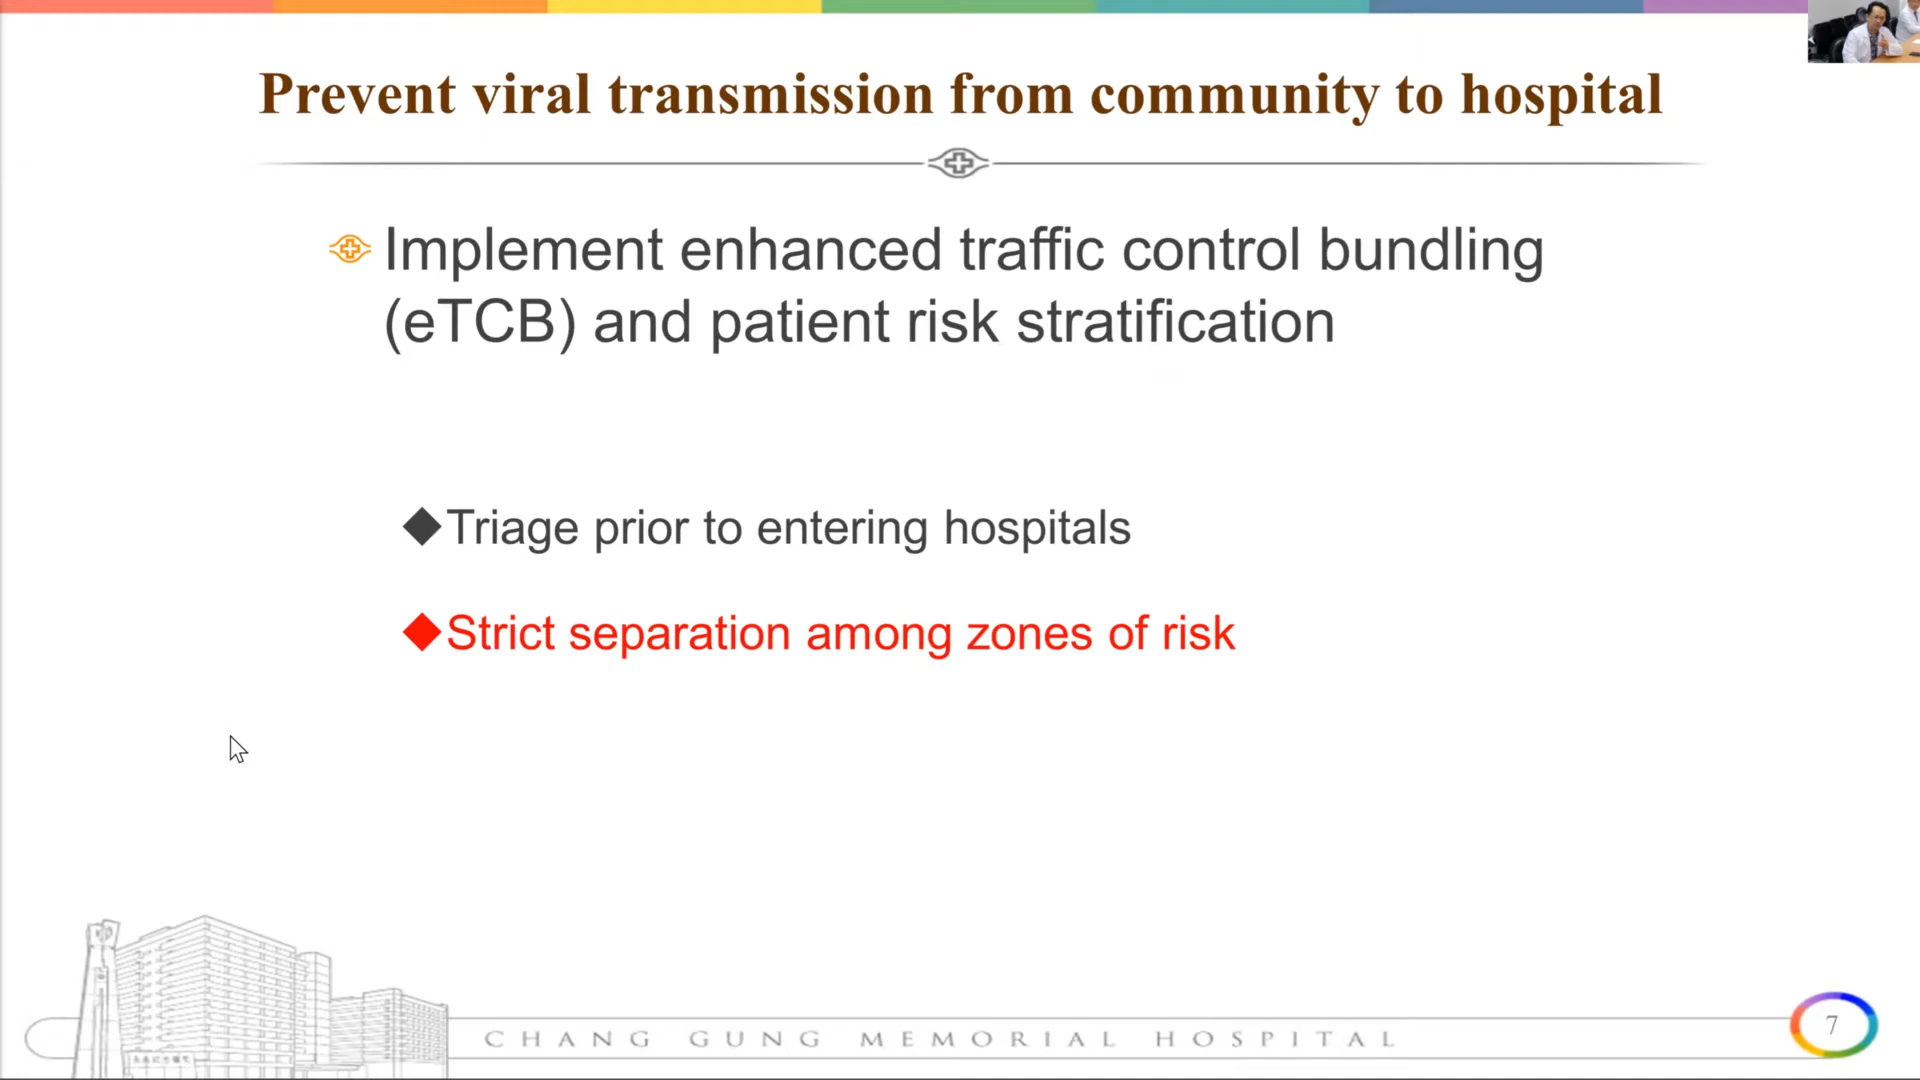 Prevent viral transmission from community to hospital
Implement enhanced traffic control bundling
(eTCB) and patient risk stratification
Triage prior to entering hospitals
Strict separation among zones of risk
CHANG GUNG MEMORIAL HOSPITAL
7